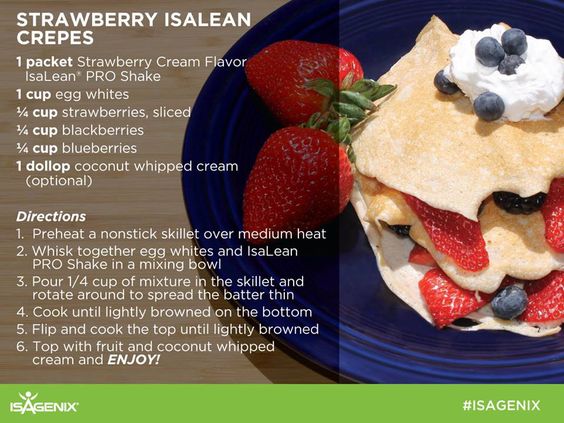 STRAWBERRY ISALEAN
CREPES
1 packet Strawberry Cream Flavor
IsaLean® PRO Shake
1 cup egg whites
¼ cup strawberries, sliced
¼ cup blackberries
¼ cup blueberries
1 dollop coconut whipped cream
(optional)
Directions
1. Preheat a nonstick skillet over medium heat
2. Whisk together egg whites and IsaLean
PRO Shake in a mixing bowl
3. Pour 1/4 cup of mixture in the skillet and
rotate around to spread the batter thin
4. Cook until lightly browned on the bottom
5. Flip and cook the top until lightly browned
6. Top with fruit and coconut whipped
cream and ENJOY!
ISAGENIX®
#ISAGENIX